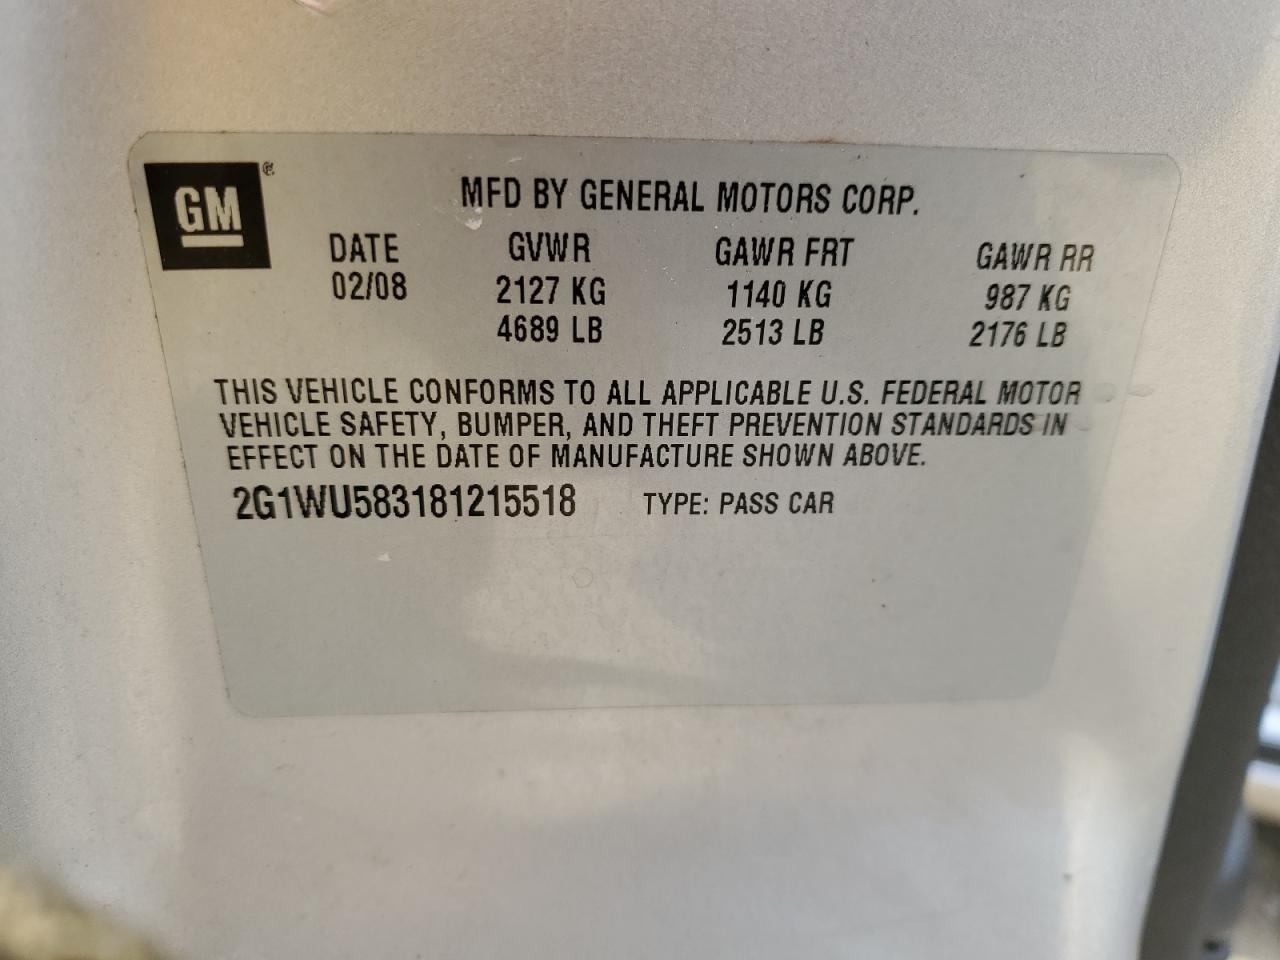 GM®
MFD BY GENERAL MOTORS CORP.
DATE GVWR GAWR FRT GAWR RR
02/08 2127 KG 1140 KG 987 KG
4689 LB 2513 LB 2176 LB
THIS VEHICLE CONFORMS TO ALL APPLICABLE U.S. FEDERAL MOTOR
VEHICLE SAFETY, BUMPER, AND THEFT PREVENTION STANDARDS IN
EFFECT ON THE DATE OF MANUFACTURE SHOWN ABOVE.
2G1WU583181215518 TYPE: PASS CAR